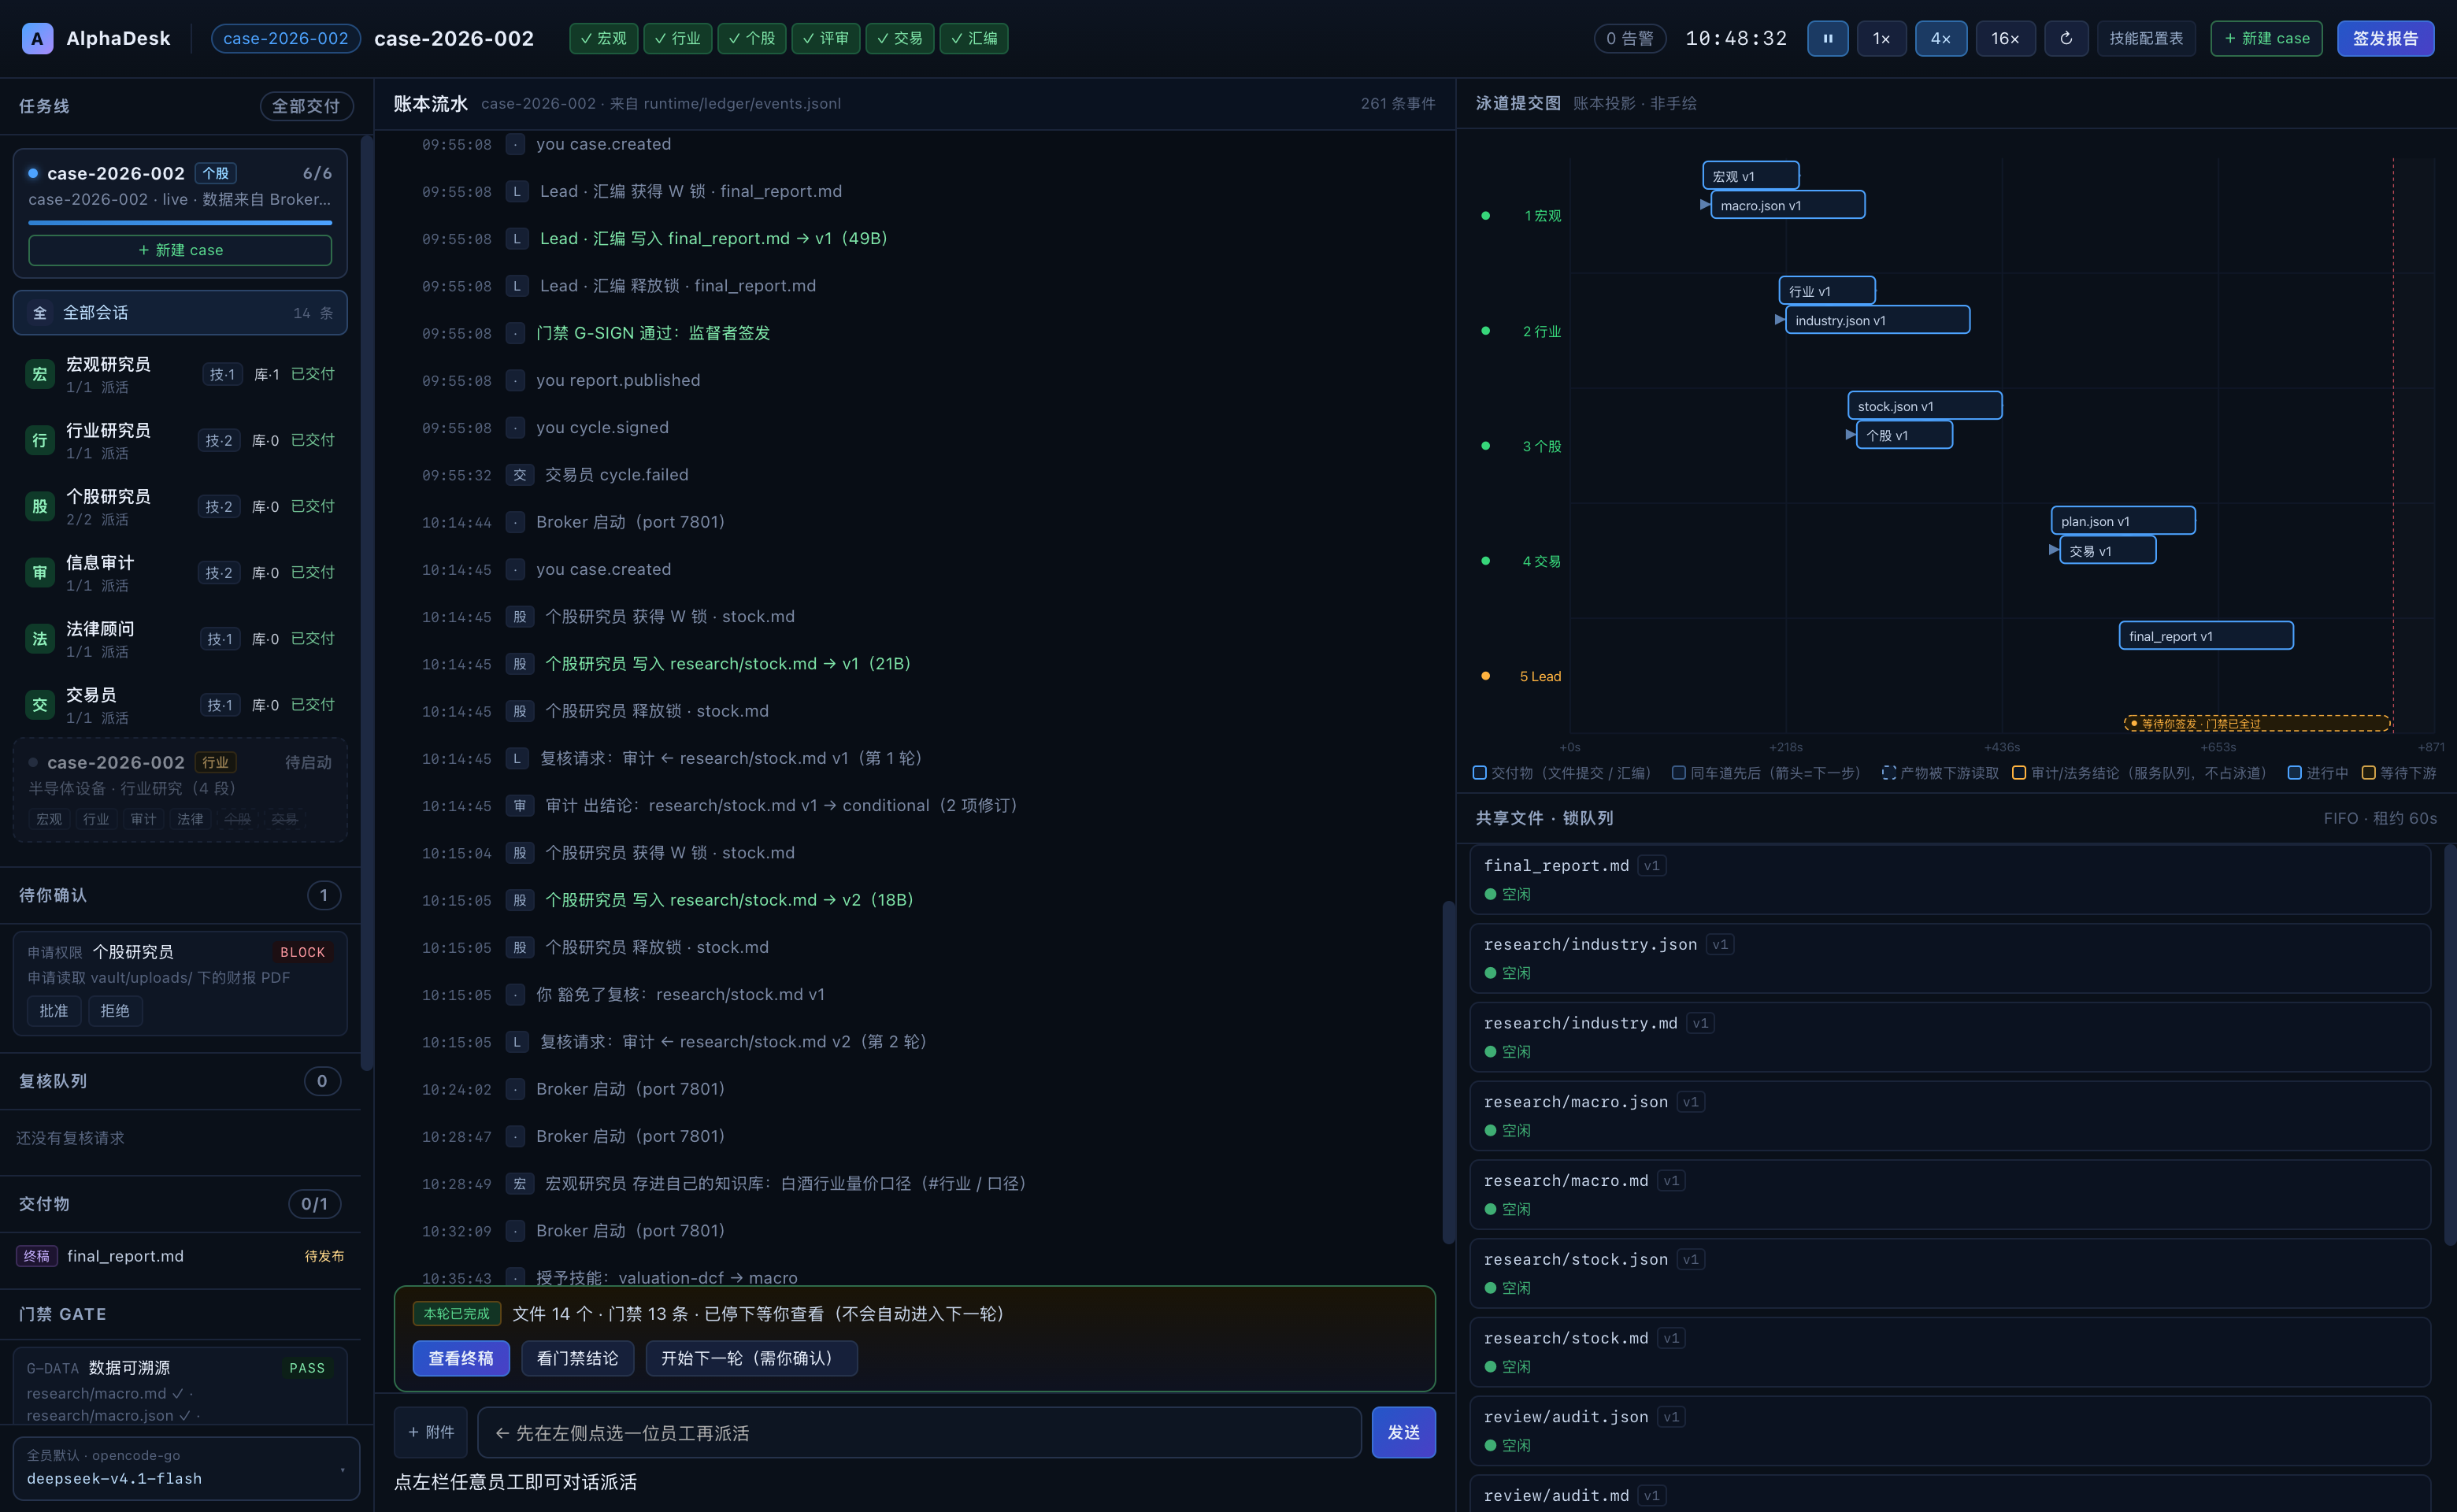 A AlphaDesk case-2026-002 case-2026-002 ✓ 宏观 ✓ 行业 ✓ 个股 ✓ 评审 ✓ 交易 ✓ 汇编 0 告警 10:48:32 1× 4× 16× ↻ 技能配置表 + 新建 case 签发报告
任务线 全部交付
case-2026-002 个股 6/6
case-2026-002 · live · 数据来自 Broker...
+ 新建 case
全 全部会话 14 条
宏 宏观研究员 技·1 库·1 已交付
1/1 派活
行 行业研究员 技·2 库·0 已交付
1/1 派活
股 个股研究员 技·2 库·0 已交付
2/2 派活
审 信息审计 技·2 库·0 已交付
1/1 派活
法 法律顾问 技·1 库·0 已交付
1/1 派活
交 交易员 技·1 库·0 已交付
1/1 派活
case-2026-002 行业 待启动
半导体设备 · 行业研究（4 段）
宏观 行业 审计 法律 个股 交易
待你确认 1
申请权限 个股研究员 BLOCK
申请读取 vault/uploads/ 下的财报 PDF
批准 拒绝
复核队列 0
还没有复核请求
交付物 0/1
终稿 final_report.md 待发布
门禁 GATE
G-DATA 数据可溯源 PASS
research/macro.md ✓ ·
research/macro.json ✓ ·
全员默认 · opencode-go
deepseek-v4.1-flash
账本流水 case-2026-002 · 来自 runtime/ledger/events.jsonl 261 条事件
09:55:08 · you case.created
09:55:08 L Lead · 汇编 获得 W 锁 · final_report.md
09:55:08 L Lead · 汇编 写入 final_report.md → v1（49B）
09:55:08 L Lead · 汇编 释放锁 · final_report.md
09:55:08 · 门禁 G-SIGN 通过：监督者签发
09:55:08 · you report.published
09:55:08 · you cycle.signed
09:55:32 交 交易员 cycle.failed
10:14:44 · Broker 启动（port 7801）
10:14:45 · you case.created
10:14:45 股 个股研究员 获得 W 锁 · stock.md
10:14:45 股 个股研究员 写入 research/stock.md → v1（21B）
10:14:45 股 个股研究员 释放锁 · stock.md
10:14:45 L 复核请求：审计 ← research/stock.md v1（第 1 轮）
10:14:45 审 审计 出结论：research/stock.md v1 → conditional（2 项修订）
10:15:04 股 个股研究员 获得 W 锁 · stock.md
10:15:05 股 个股研究员 写入 research/stock.md → v2（18B）
10:15:05 股 个股研究员 释放锁 · stock.md
10:15:05 · 你 豁免了复核：research/stock.md v1
10:15:05 L 复核请求：审计 ← research/stock.md v2（第 2 轮）
10:24:02 · Broker 启动（port 7801）
10:28:47 · Broker 启动（port 7801）
10:28:49 宏 宏观研究员 存进自己的知识库：白酒行业量价口径（#行业 / 口径）
10:32:09 · Broker 启动（port 7801）
10:35:43 · 授予技能：valuation-dcf → macro
本轮已完成 文件 14 个 · 门禁 13 条 · 已停下等你查看（不会自动进入下一轮）
查看终稿 看门禁结论 开始下一轮（需你确认）
+ 附件 ← 先在左侧点选一位员工再派活 发送
点左栏任意员工即可对话派活
泳道提交图 账本投影 · 非手绘
宏观 v1
macro.json v1
1 宏观
行业 v1
industry.json v1
2 行业
stock.json v1
个股 v1
3 个股
plan.json v1
交易 v1
4 交易
final_report v1
5 Lead
等待你签发 · 门禁已全过
+0s +218s +436s +653s +871
交付物（文件提交 / 汇编） 同车道先后（箭头=下一步） 产物被下游读取 审计/法务结论（服务队列，不占泳道） 进行中 等待下游
共享文件 · 锁队列 FIFO · 租约 60s
final_report.md v1
空闲
research/industry.json v1
空闲
research/industry.md v1
空闲
research/macro.json v1
空闲
research/macro.md v1
空闲
research/stock.json v1
空闲
research/stock.md v1
空闲
review/audit.json v1
空闲
review/audit.md v1